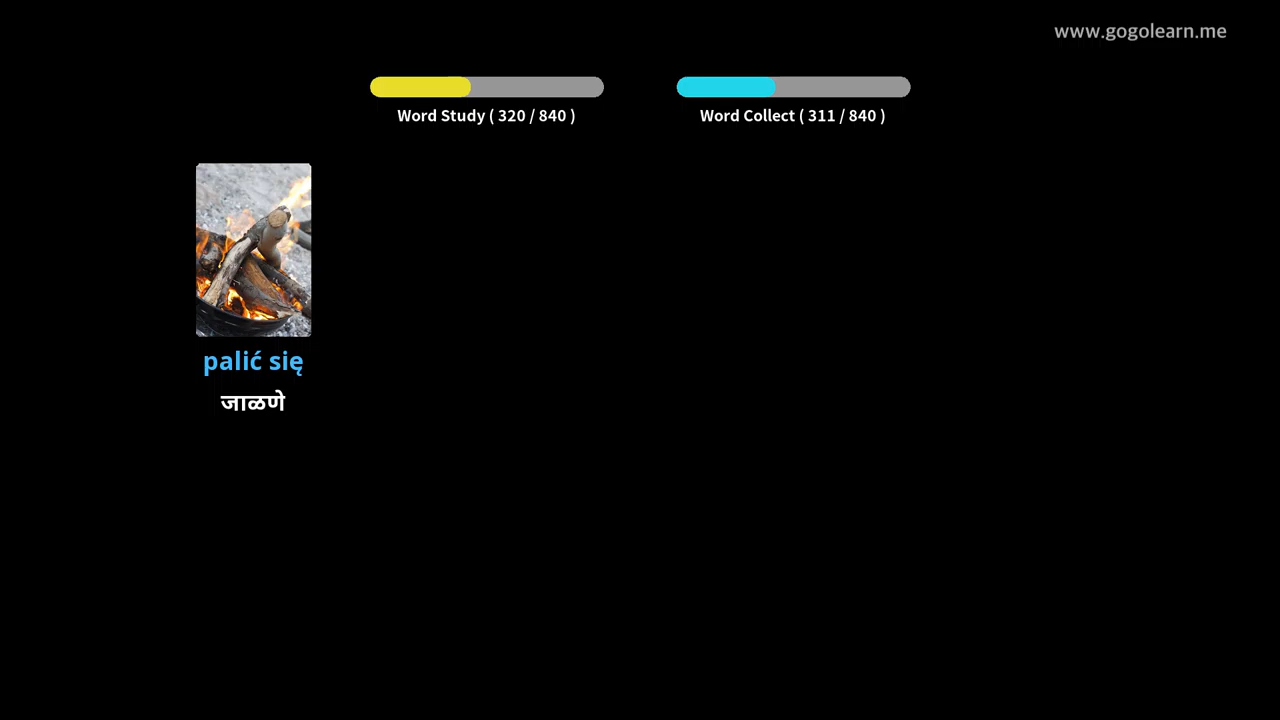 www.gogolearn.me
Word Study ( 320 / 840 )
Word Collect ( 311 / 840 )
palić się
जाळणे